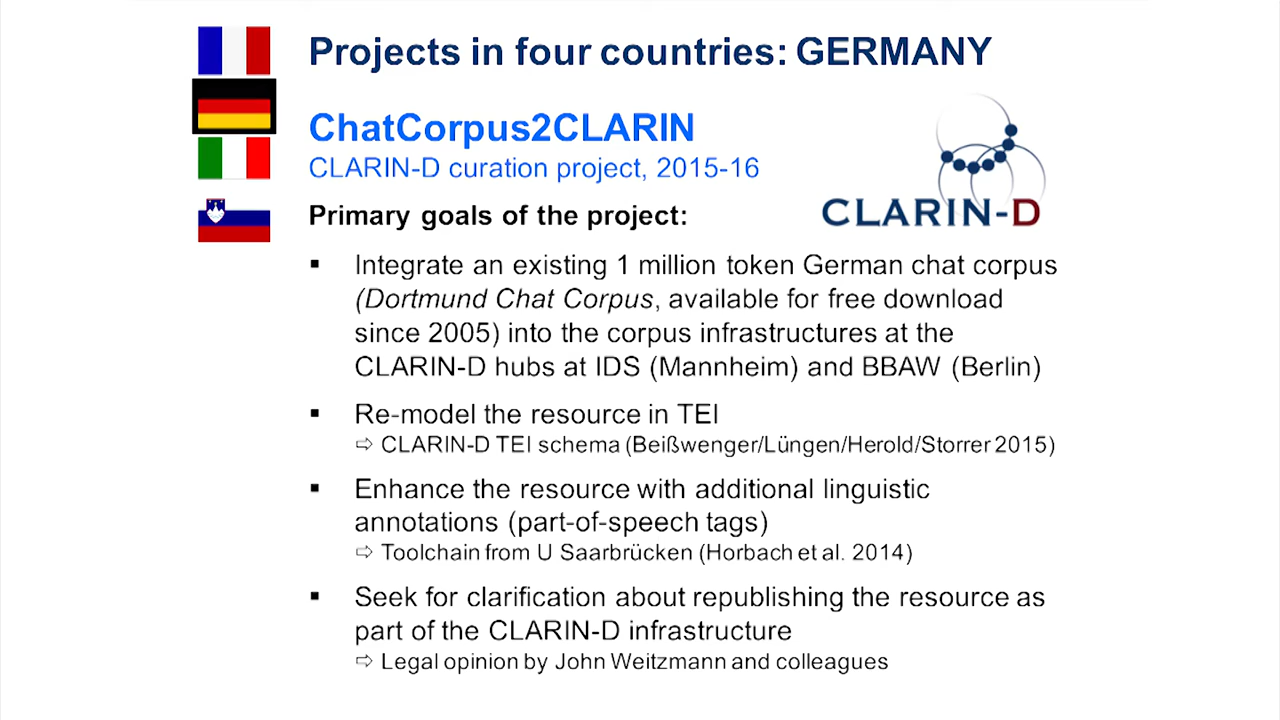 Projects in four countries: GERMANY
ChatCorpus2CLARIN
CLARIN-D curation project, 2015-16
CLARIN-D
Primary goals of the project:
▪ Integrate an existing 1 million token German chat corpus
(Dortmund Chat Corpus, available for free download
since 2005) into the corpus infrastructures at the
CLARIN-D hubs at IDS (Mannheim) and BBAW (Berlin)
▪ Re-model the resource in TEI
⇨ CLARIN-D TEI schema (Beißwenger/Lüngen/Herold/Storrer 2015)
▪ Enhance the resource with additional linguistic
annotations (part-of-speech tags)
⇨ Toolchain from U Saarbrücken (Horbach et al. 2014)
▪ Seek for clarification about republishing the resource as
part of the CLARIN-D infrastructure
⇨ Legal opinion by John Weitzmann and colleagues